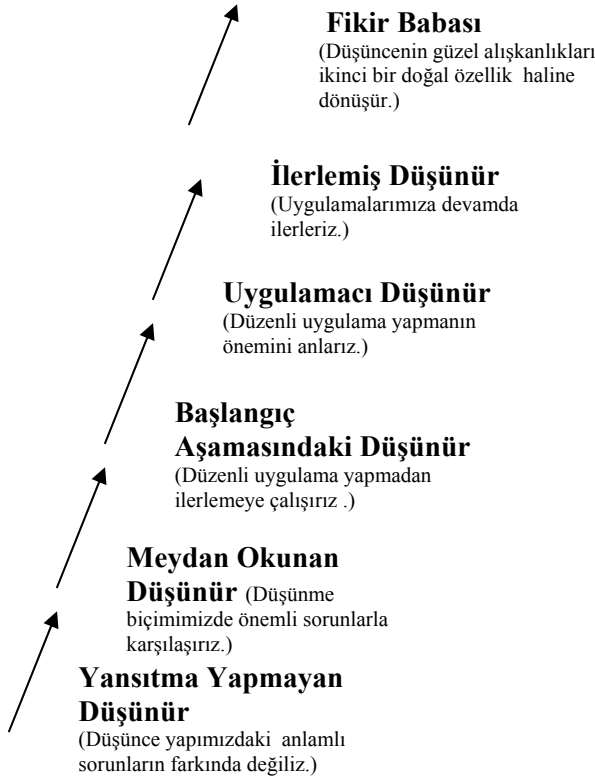 Fikir Babası
(Düşüncenin güzel alışkanlıkları
ikinci bir doğal özellik haline
dönüşür.)
İlerlemiş Düşünür
(Uygulamalarımıza devamda
ilerleriz.)
Uygulamacı Düşünür
(Düzenli uygulama yapmanın
önemini anlarız.)
Başlangıç
Aşamasındaki Düşünür
(Düzenli uygulama yapmadan
ilerlemeye çalışırız .)
Meydan Okunan
Düşünür (Düşünme
biçimimizde önemli sorunlarla
karşılaşırız.)
Yansıtma Yapmayan
Düşünür
(Düşünce yapımızdaki anlamlı
sorunların farkında değiliz.)